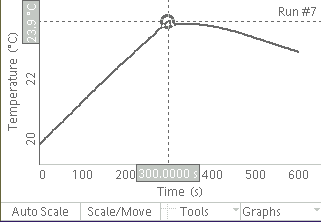 Run #7
23.9 °C
Temperature (°C)
22
20
0 100 200 300.0000 s 400 500 600
Time (s)
Auto Scale Scale/Move Tools Graphs